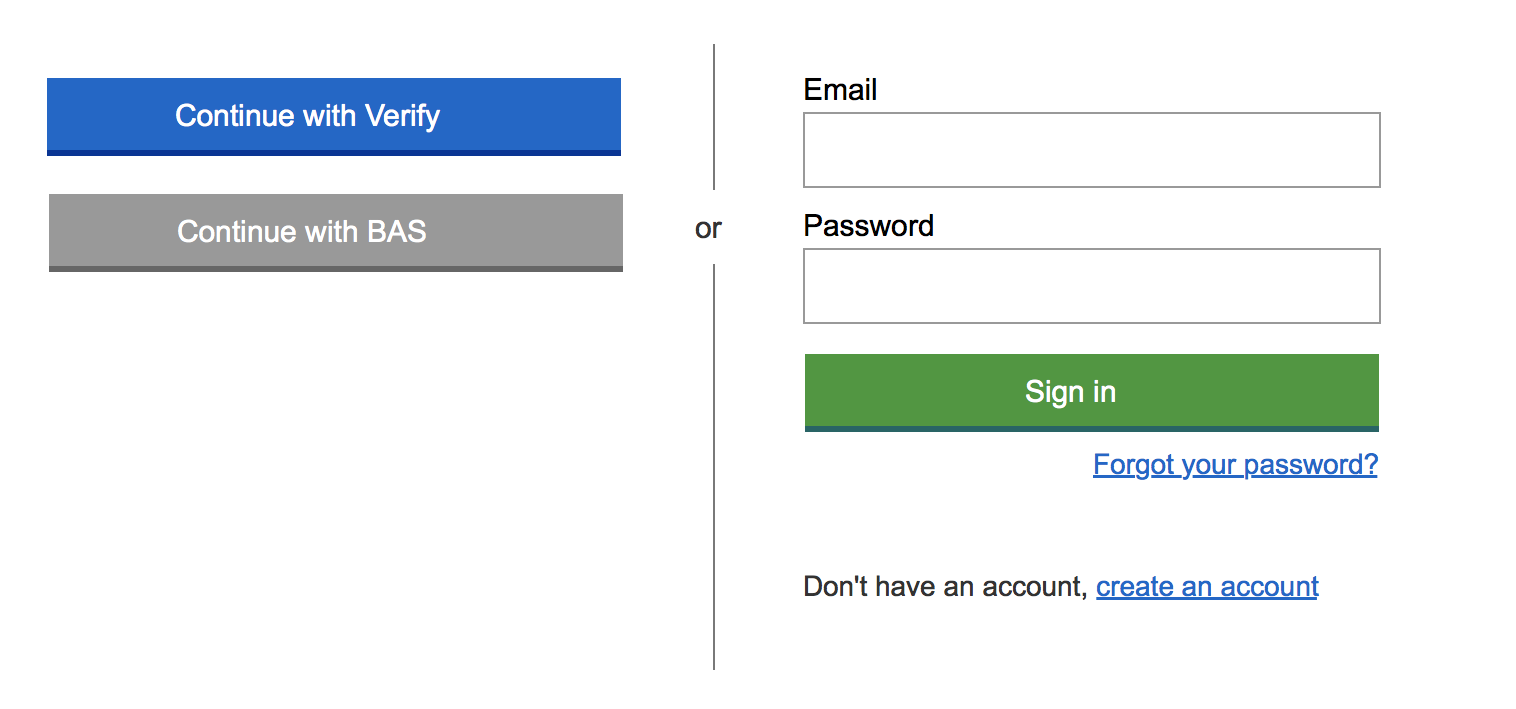 Continue with Verify
Continue with BAS
or
Email
Password
Sign in
Forgot your password?
Don't have an account, create an account